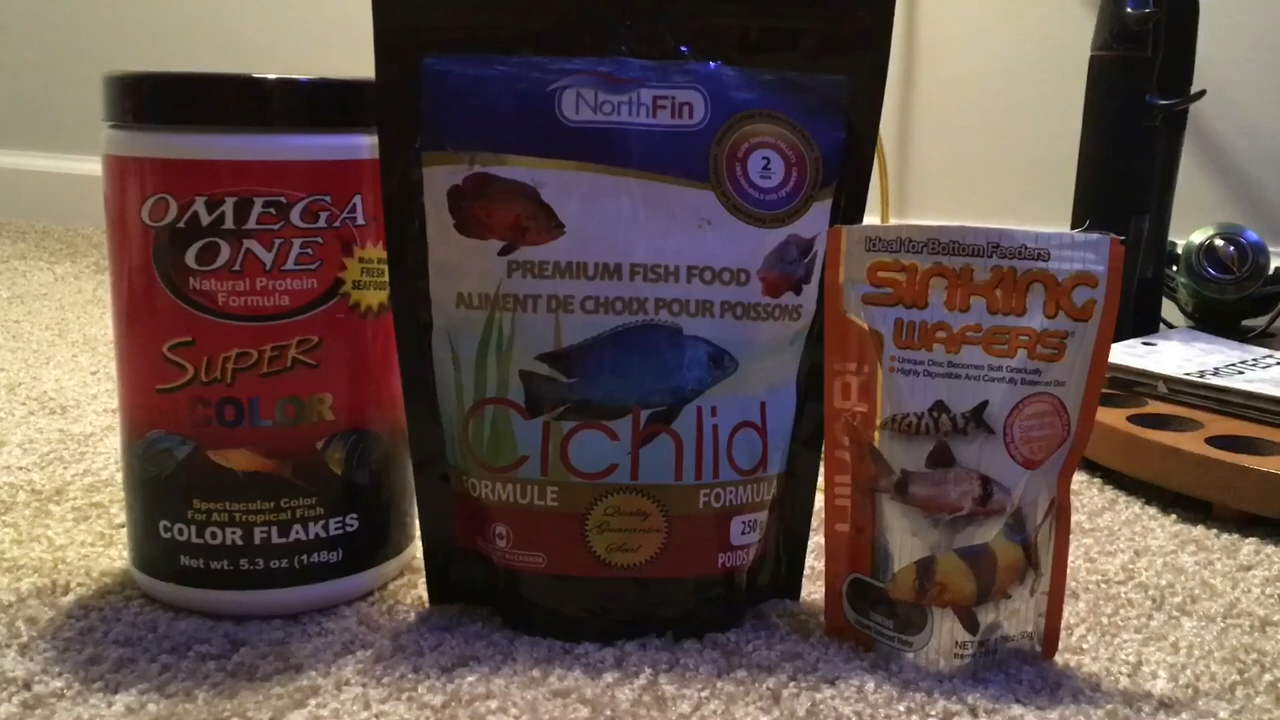 OMEGA
ONE
Natural Protein
Formula
Made With
FRESH
SEAFOOD
SUPER
COLOR
Spectacular Color
For All Tropical Fish
COLOR FLAKES
Net wt. 5.3 oz (148g)
NorthFin
2
mm
PREMIUM FISH FOOD
ALIMENT DE CHOIX POUR POISSONS
Cichlid
FORMULE
FORMULA
Quality
Guarantee
Seal
250 g
POIDS
Ideal for Bottom Feeders
SINKING
WAFERS
Unique Disc Becomes Soft Gradually
Highly Digestible And Carefully Balanced Diet
HIKARI
NET WT.
PROTECT